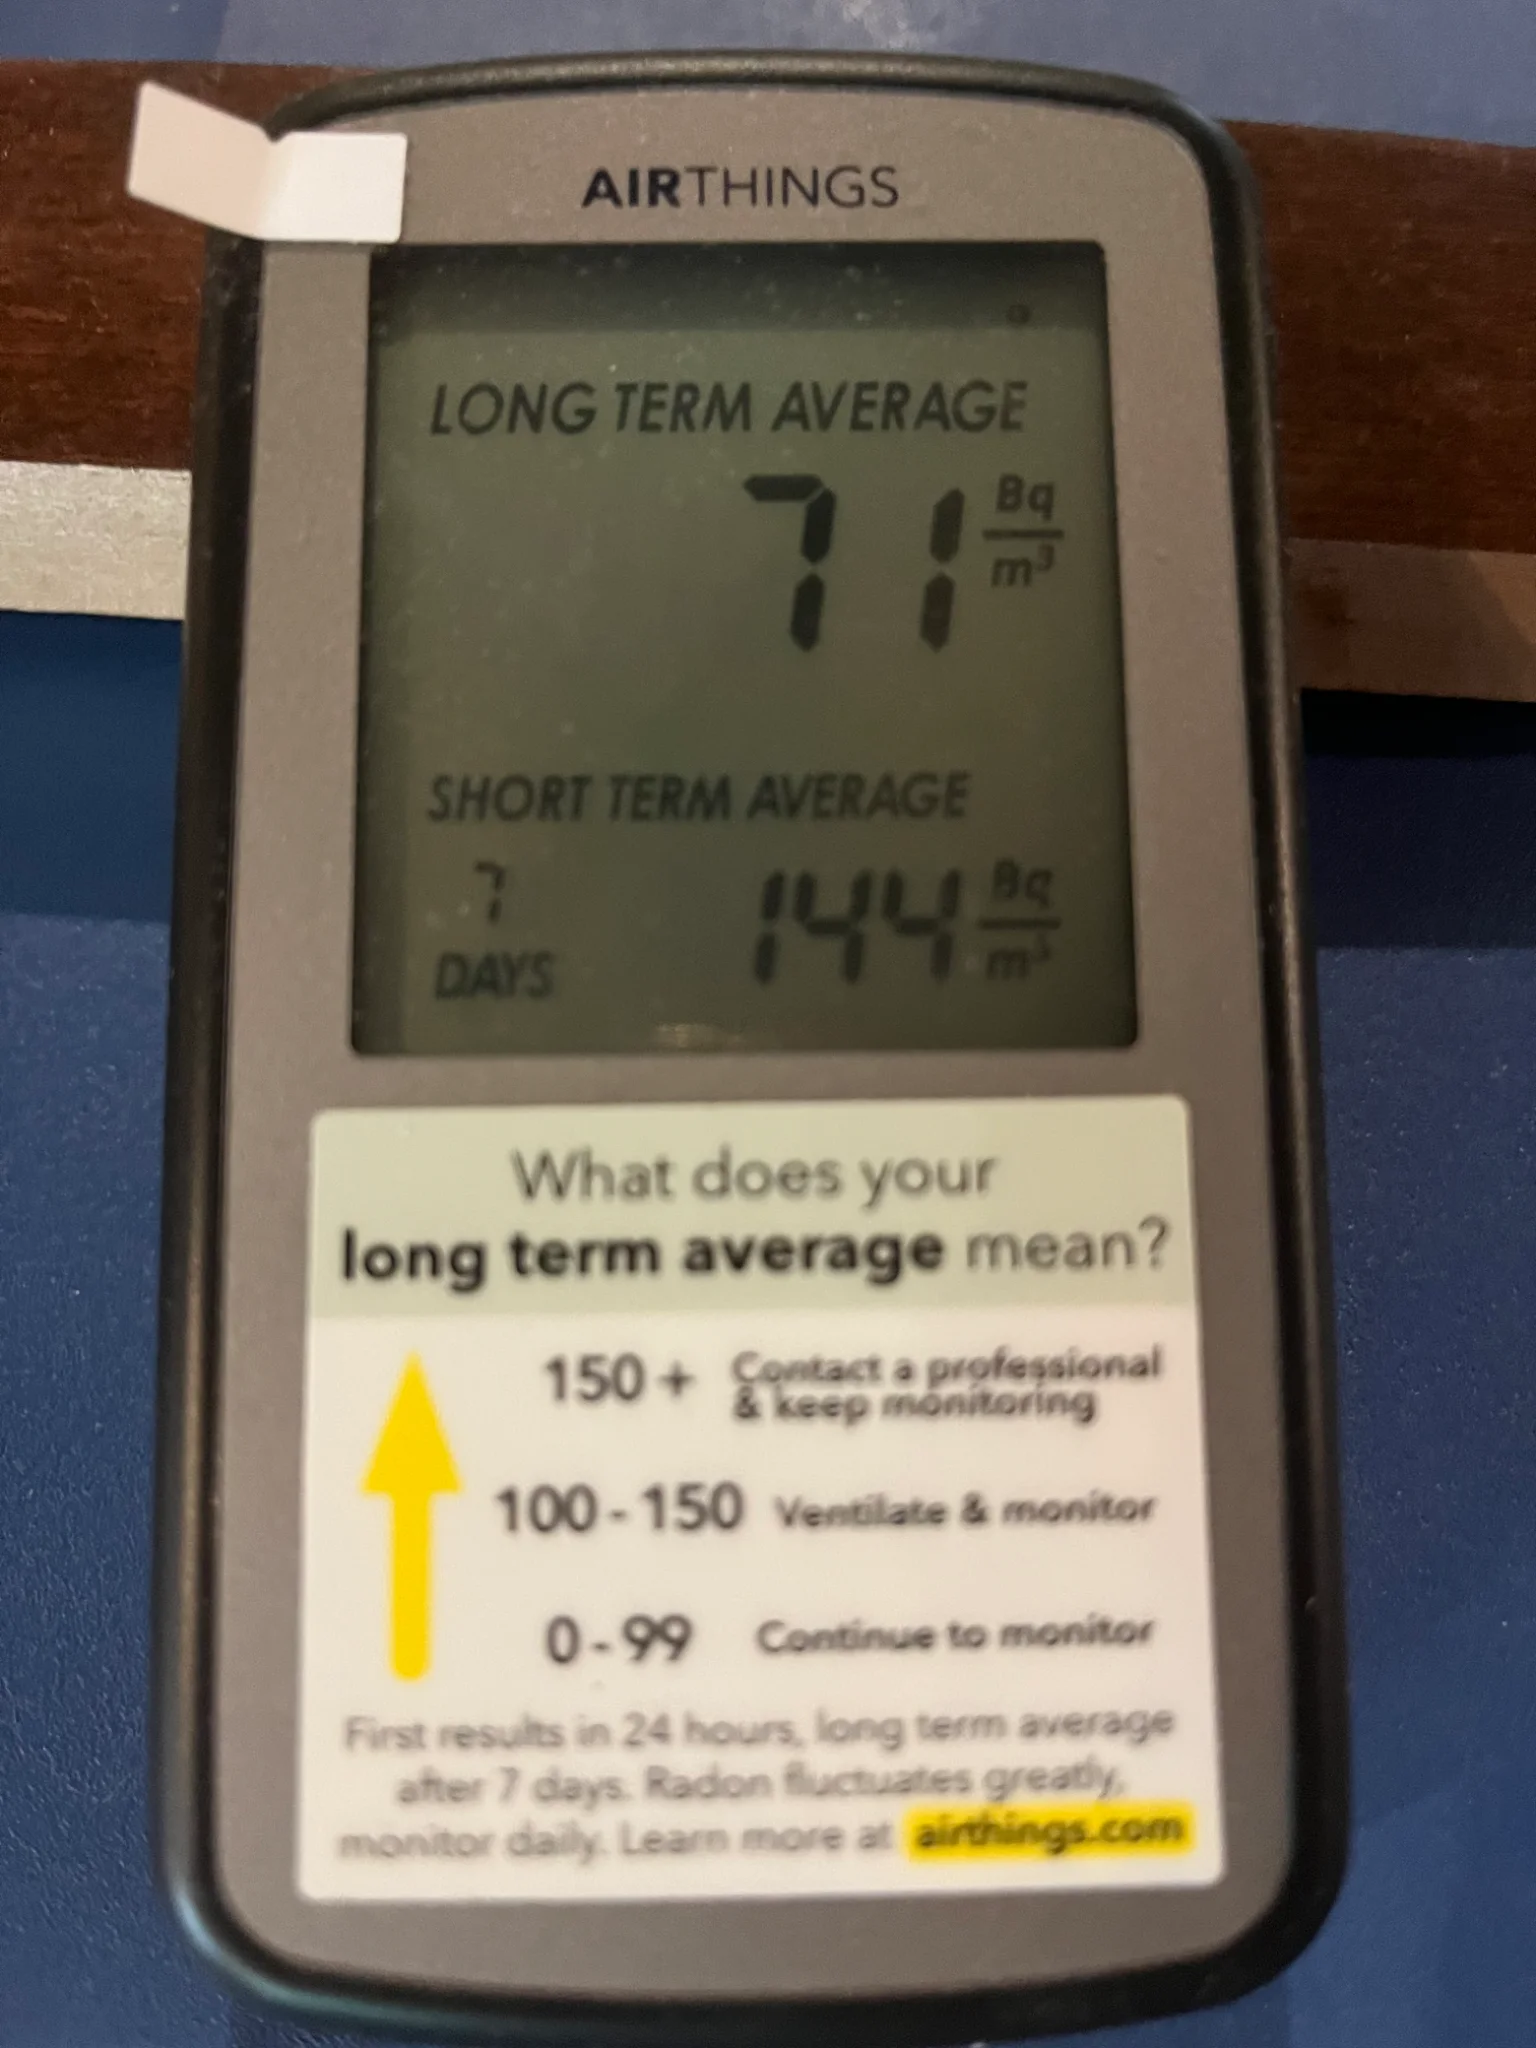 AIRTHINGS
LONG TERM AVERAGE
71 Bq/m³
SHORT TERM AVERAGE
7 DAYS 144 Bq/m³
What does your
long term average mean?
150 + Contact a professional
& keep monitoring
100 - 150 Ventilate & monitor
0 - 99 Continue to monitor
First results in 24 hours, long term average
after 7 days. Radon fluctuates greatly,
monitor daily. Learn more at airthings.com